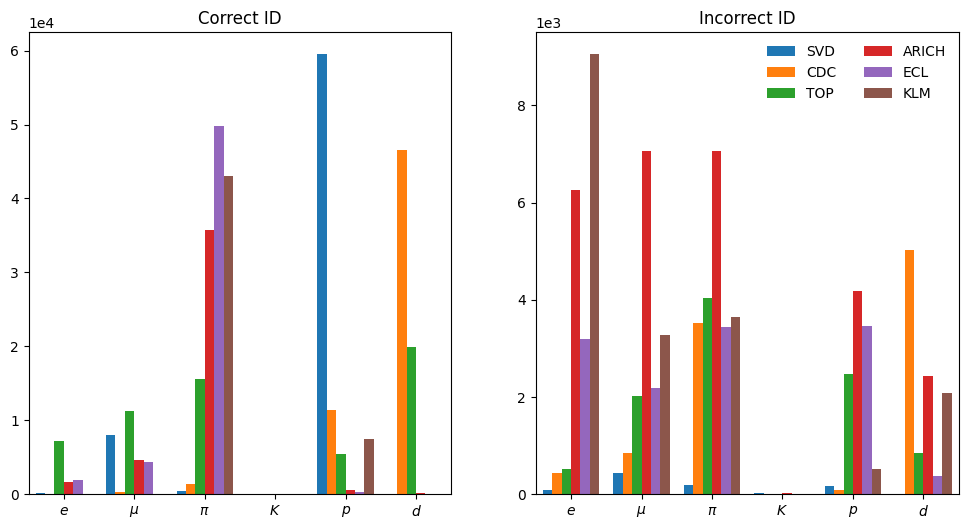 Correct ID
1e4
6
5
4
3
2
1
0
e μ π K p d
Incorrect ID
1e3
8
6
4
2
0
SVD
CDC
TOP
ARICH
ECL
KLM
e μ π K p d